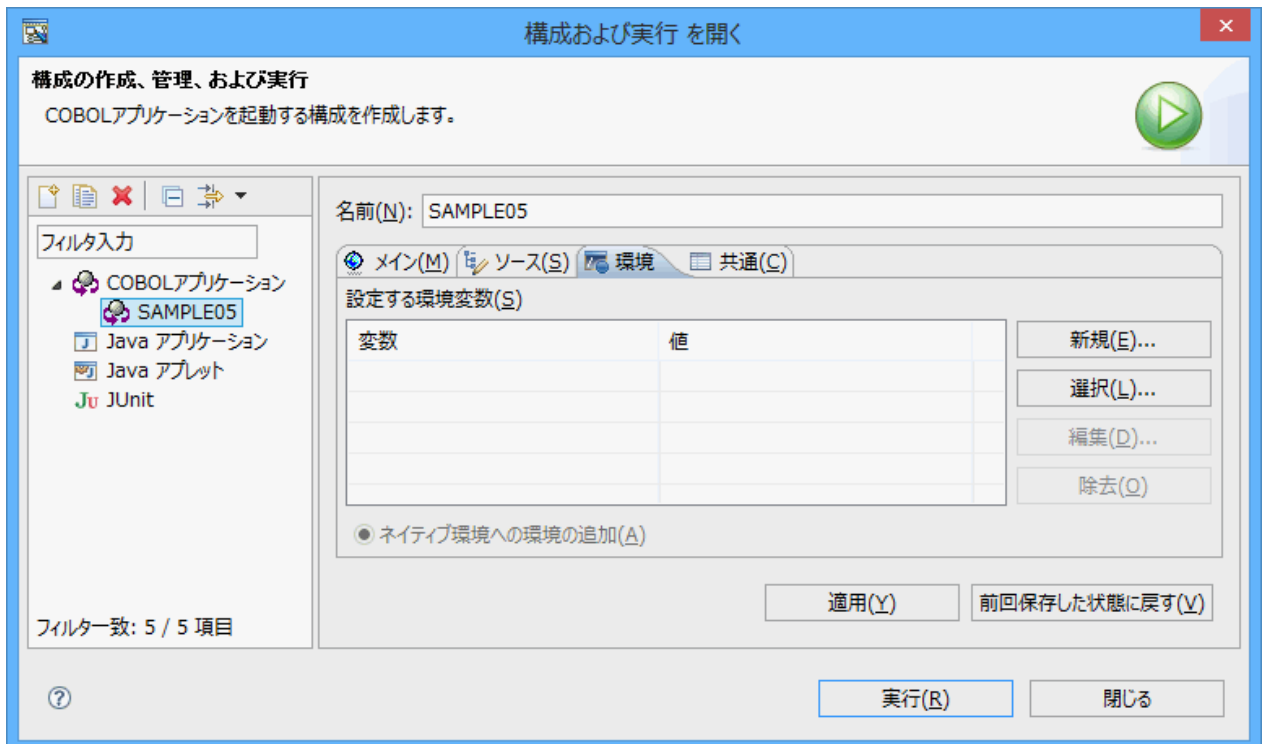 構成および実行 を開く
構成の作成、管理、および実行
COBOLアプリケーションを起動する構成を作成します。
フィルタ入力
COBOLアプリケーション
SAMPLE05
Java アプリケーション
Java アプレット
JUnit
フィルター致: 5 / 5 項目
名前(N): SAMPLE05
メイン(M) ソース(S) 環境 共通(C)
設定する環境変数(S)
変数 値
新規(E)...
選択(L)...
編集(D)...
除去(O)
ネイティブ環境への環境の追加(A)
適用(Y) 前回保存した状態に戻す(V)
実行(R) 閉じる